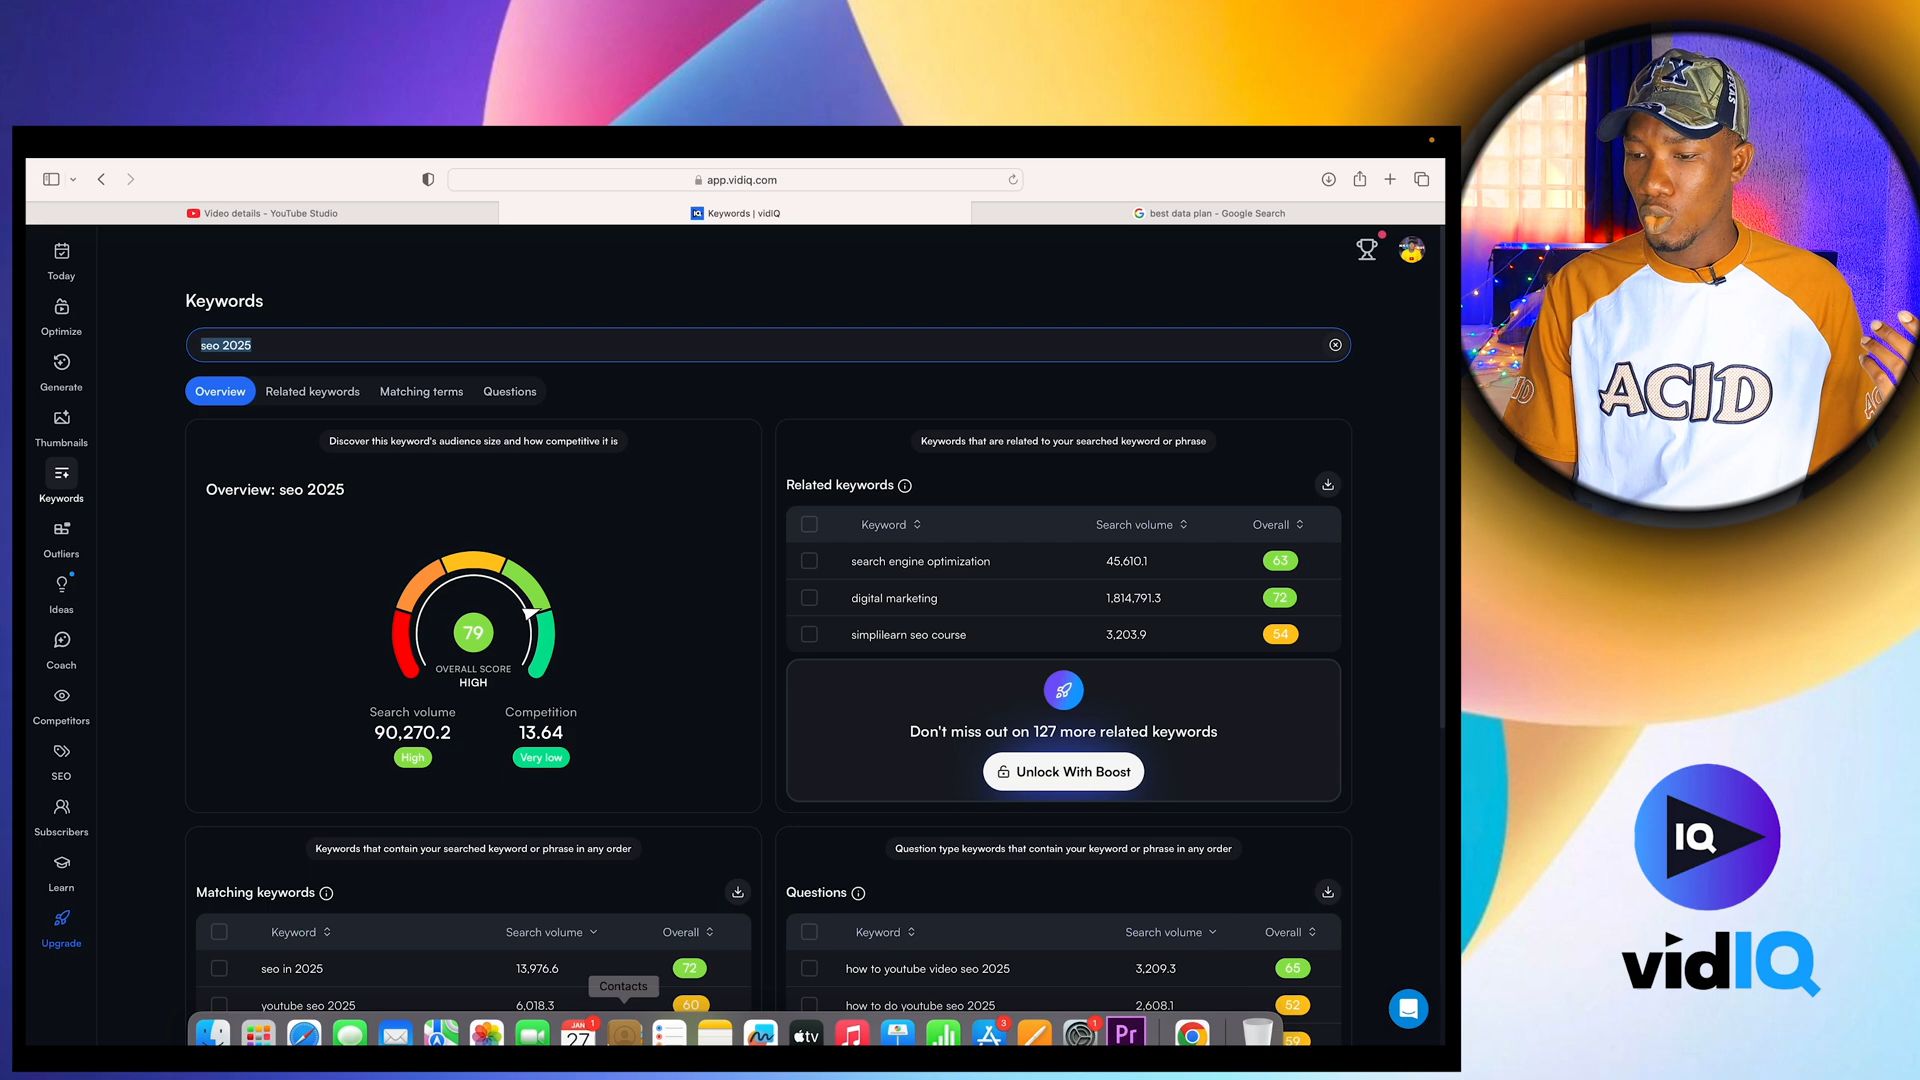 app.vidiq.com
Video details - YouTube Studio
Keywords | vidIQ
best data plan - Google Search
Today
Optimize
Generate
Thumbnails
Keywords
Outliers
Ideas
Coach
Competitors
SEO
Subscribers
Learn
Upgrade
Keywords
seo 2025
Overview
Related keywords
Matching terms
Questions
Discover this keyword's audience size and how competitive it is
Overview: seo 2025
79
OVERALL SCORE
HIGH
Search volume
90,270.2
High
Competition
13.64
Very low
Keywords that are related to your searched keyword or phrase
Related keywords
Keyword Search volume Overall
search engine optimization 45,610.1 63
digital marketing 1,814,791.3 72
simplilearn seo course 3,203.9 54
Don't miss out on 127 more related keywords
Unlock With Boost
Keywords that contain your searched keyword or phrase in any order
Matching keywords
Keyword Search volume Overall
seo in 2025 13,976.6 72
youtube seo 2025 6,018.3 60
Question type keywords that contain your keyword or phrase in any order
Questions
Keyword Search volume Overall
how to youtube video seo 2025 3,209.3 65
how to do youtube seo 2025 2,608.1 52
59
Contacts
JAN 1
27
tv
3
1
Pr
TEXAS
ACID
IQ
vidIQ